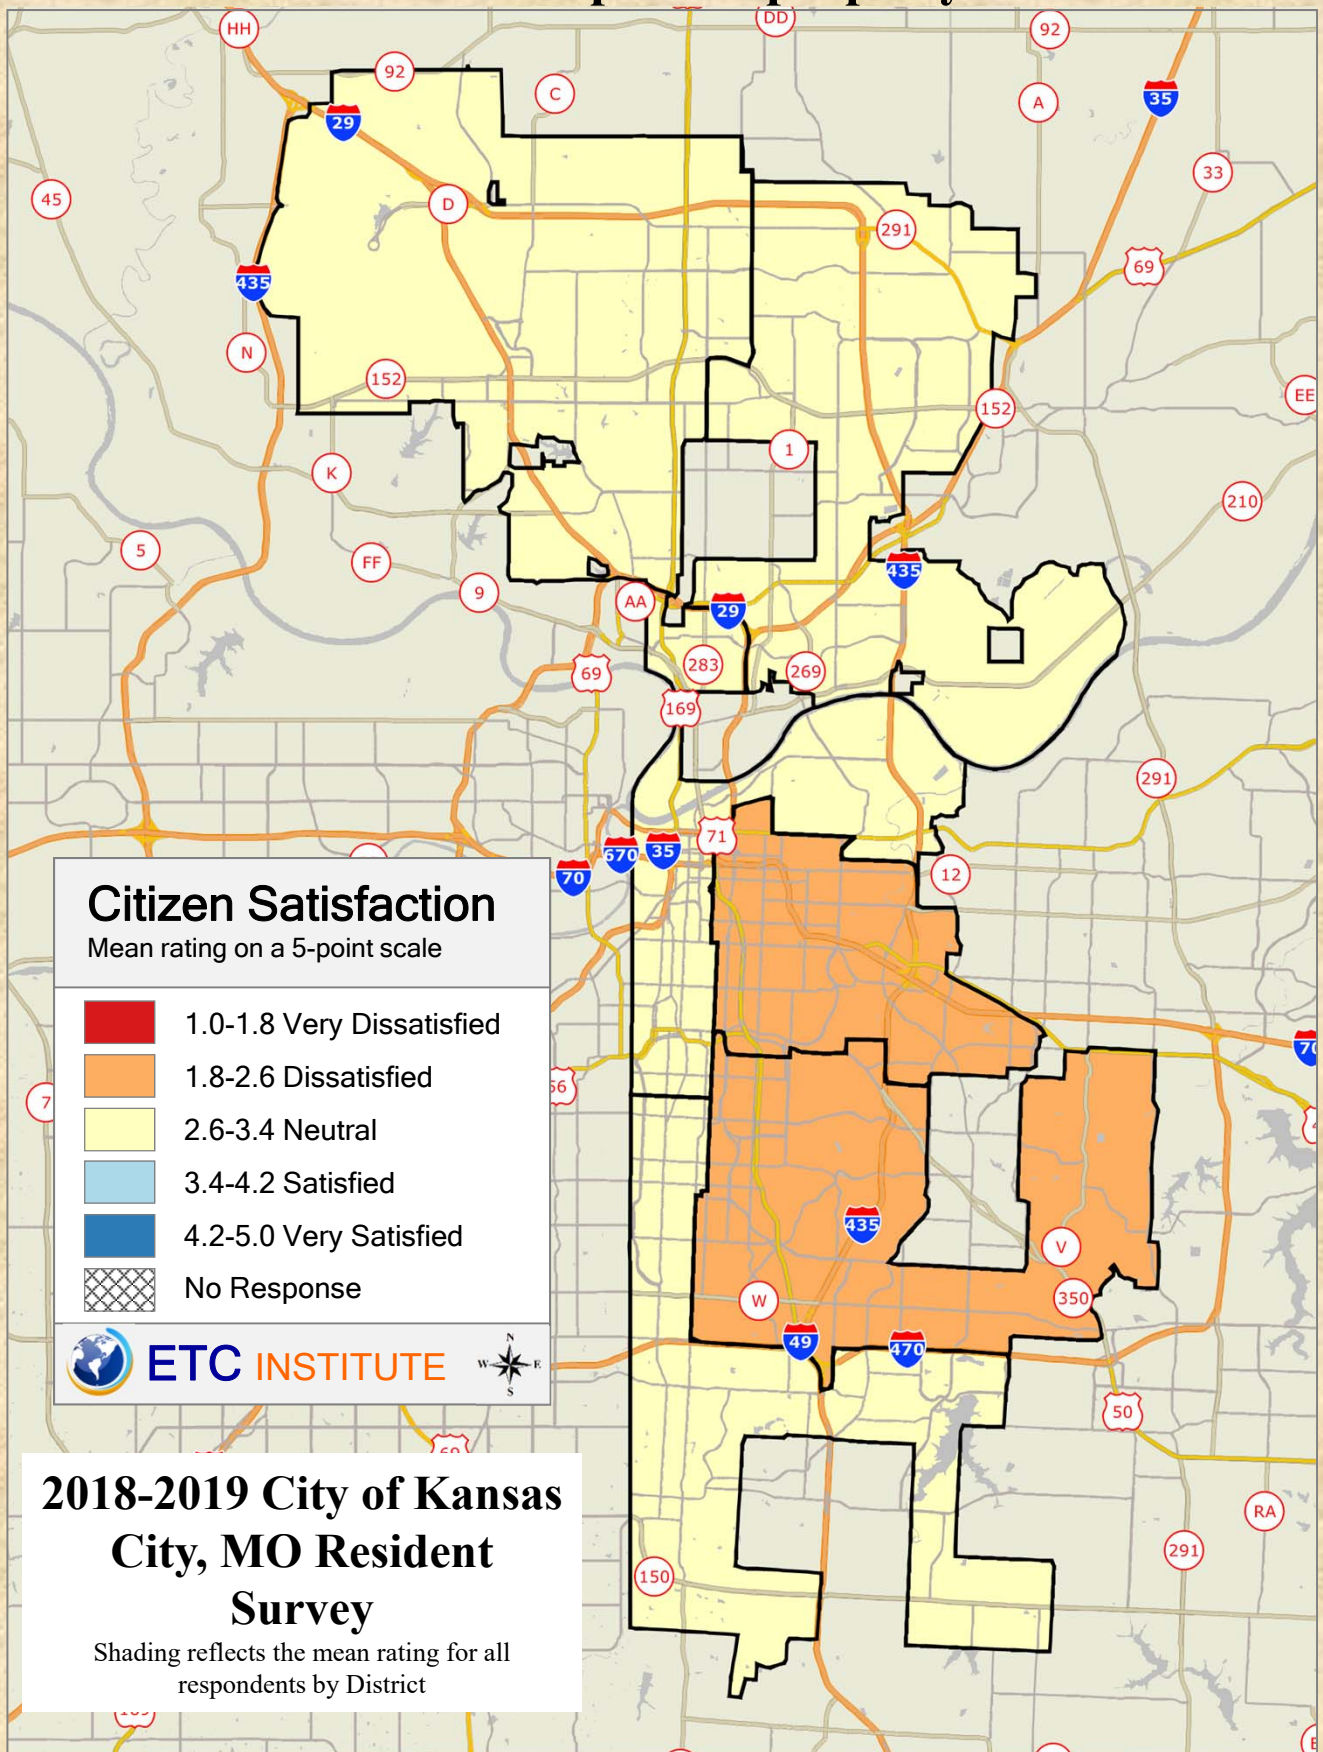 HH
DD
92
92
C
A
35
29
33
45
D
291
69
435
N
152
EE
152
1
K
210
5
FF
435
9
AA
29
283
269
69
169
291
71
670
35
70
12
Citizen Satisfaction
Mean rating on a 5-point scale
1.0-1.8 Very Dissatisfied
1.8-2.6 Dissatisfied
2.6-3.4 Neutral
3.4-4.2 Satisfied
4.2-5.0 Very Satisfied
No Response
ETC INSTITUTE
N
W
E
S
70
7
56
435
V
W
350
49
470
50
69
2018-2019 City of Kansas
City, MO Resident
Survey
Shading reflects the mean rating for all
respondents by District
RA
291
150
169